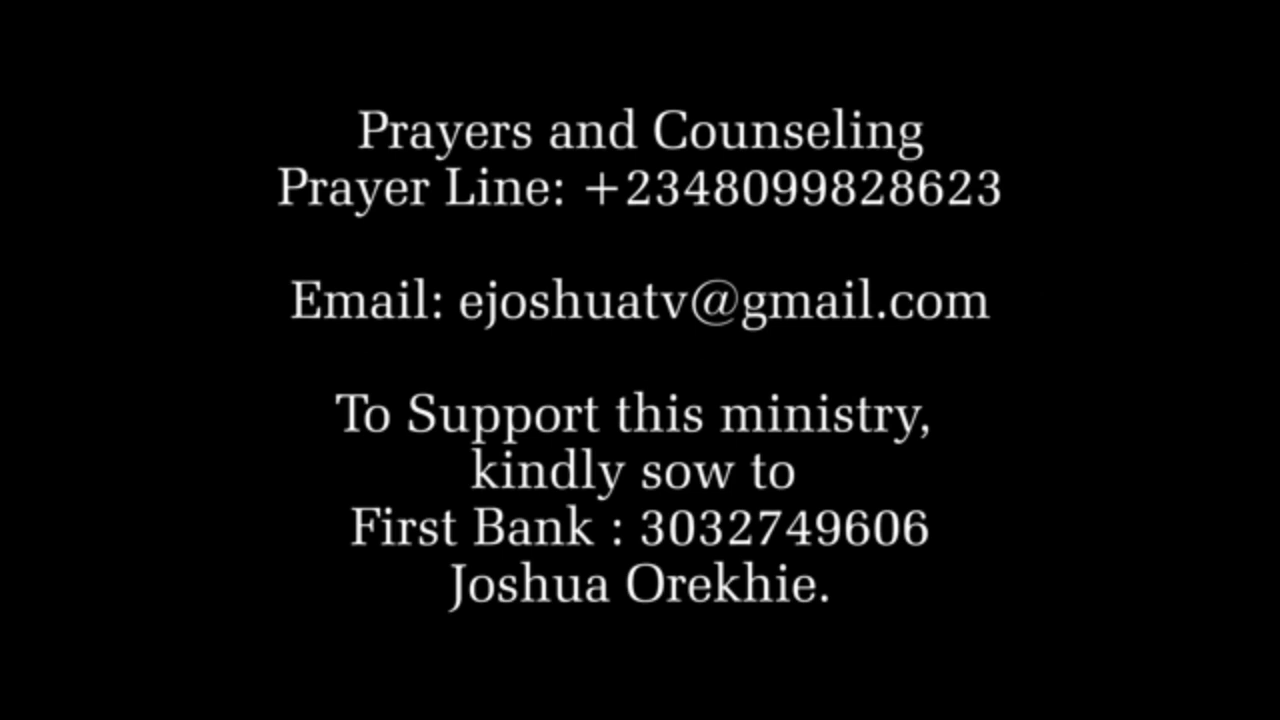 Prayers and Counseling
Prayer Line: +2348099828623
Email: ejoshuatv@gmail.com
To Support this ministry,
kindly sow to
First Bank : 3032749606
Joshua Orekhie.